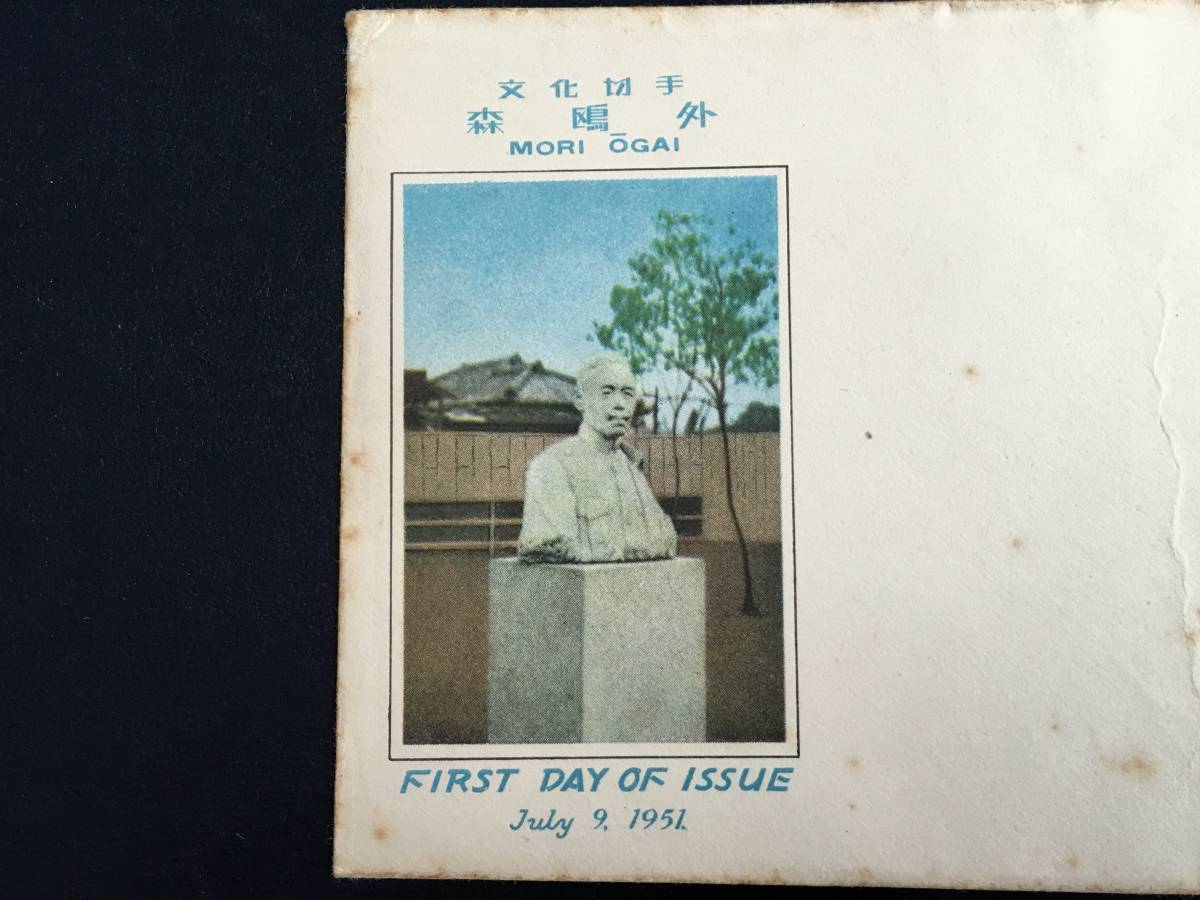 文化切手
森鷗外
MORI ŌGAI
FIRST DAY OF ISSUE
July 9, 1951.